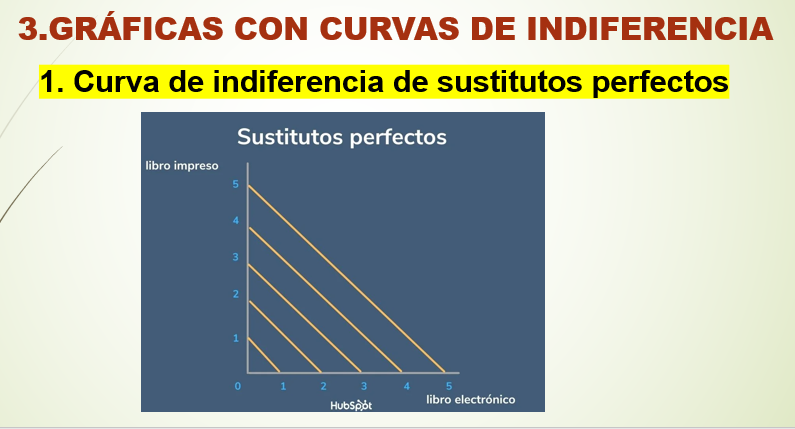 3.GRÁFICAS CON CURVAS DE INDIFERENCIA
1. Curva de indiferencia de sustitutos perfectos
Sustitutos perfectos
libro impreso
5
4
3
2
1
0 1 2 3 4 5
libro electrónico
HubSpot